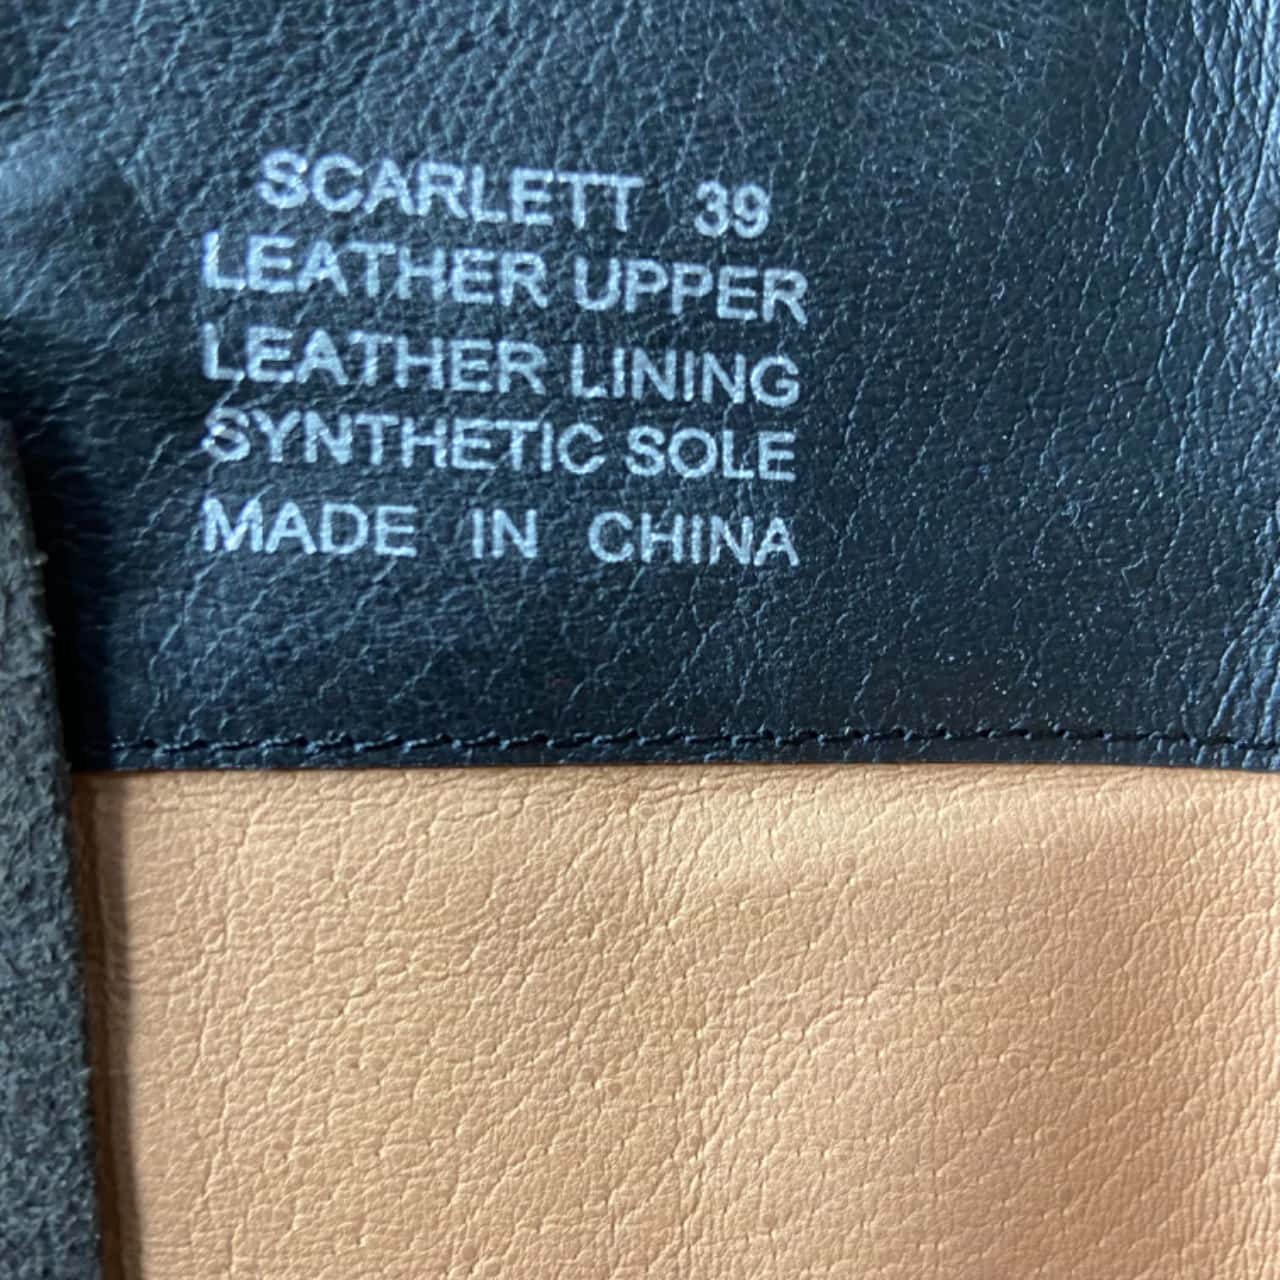 SCARLETT 39
LEATHER UPPER
LEATHER LINING
SYNTHETIC SOLE
MADE IN CHINA